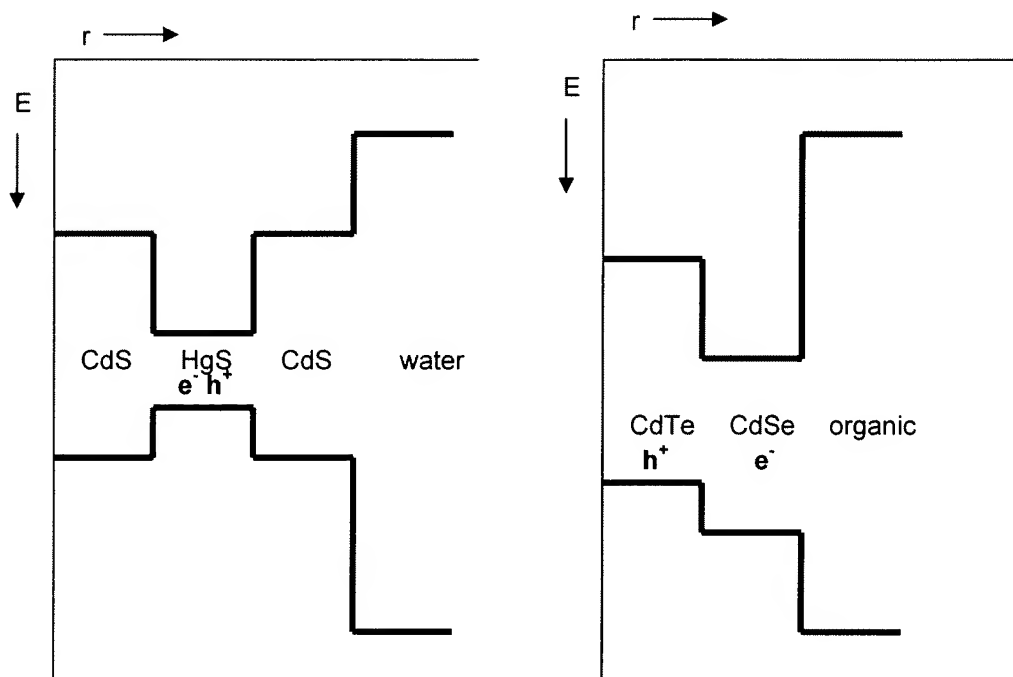 r
E
CdS HgS CdS water
e⁻ h⁺
r
E
CdTe CdSe organic
h⁺ e⁻